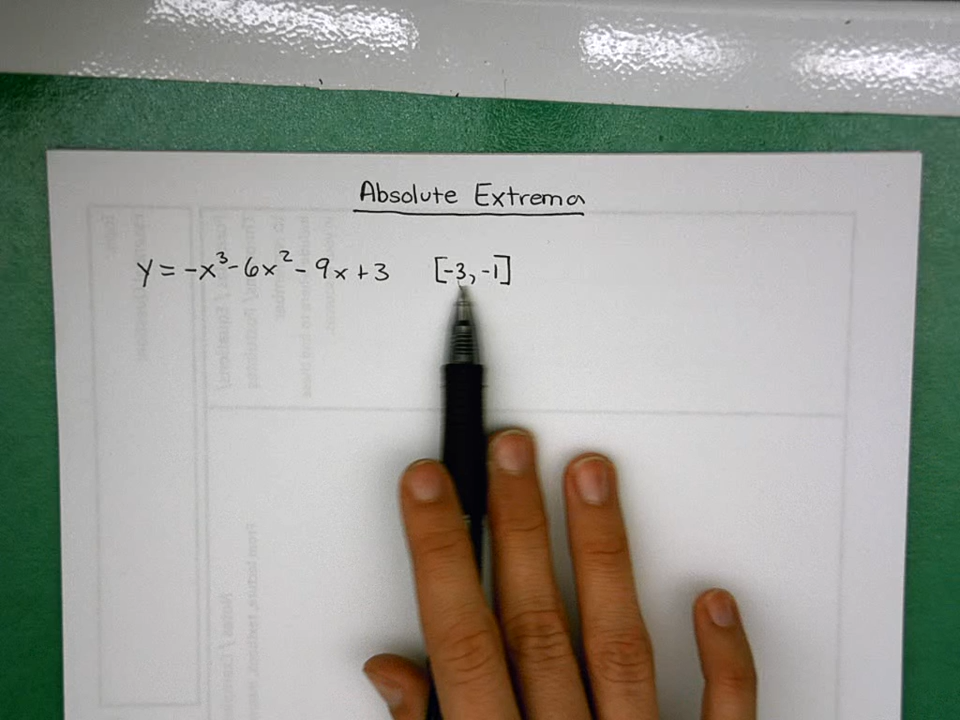 Absolute Extrema
y = -x³ - 6x² - 9x + 3 [-3, -1]